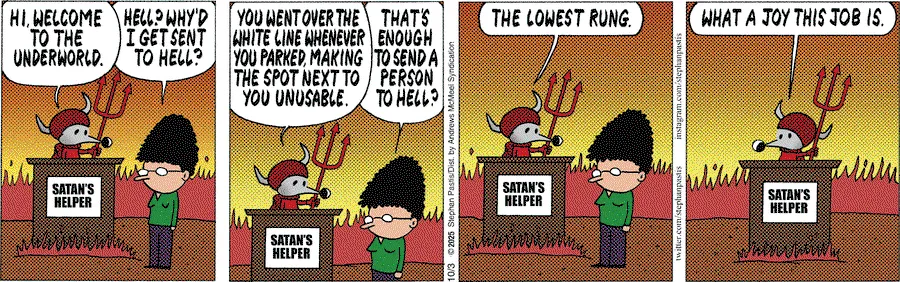 HI, WELCOME
TO THE
UNDERWORLD.
HELL? WHY'D
I GET SENT
TO HELL?
SATAN'S
HELPER
YOU WENT OVER THE
WHITE LINE WHENEVER
YOU PARKED, MAKING
THE SPOT NEXT TO
YOU UNUSABLE.
THAT'S
ENOUGH
TO SEND A
PERSON
TO HELL?
SATAN'S
HELPER
10/3 © 2025 Stephan Pastis/Dist. by Andrews McMeel Syndication
THE LOWEST RUNG.
SATAN'S
HELPER
twitter.com/stephanpastis instagram.com/stephanpastis
WHAT A JOY THIS JOB IS.
SATAN'S
HELPER